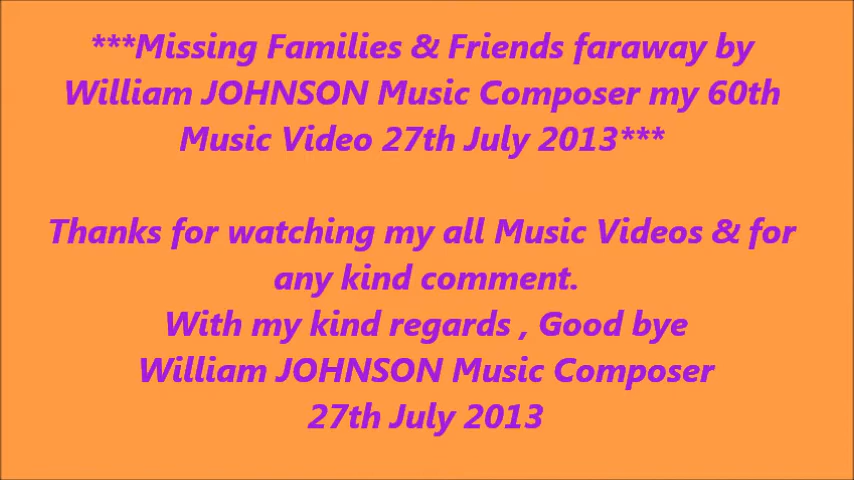 ***Missing Families & Friends faraway by
William JOHNSON Music Composer my 60th
Music Video 27th July 2013***
Thanks for watching my all Music Videos & for
any kind comment.
With my kind regards , Good bye
William JOHNSON Music Composer
27th July 2013